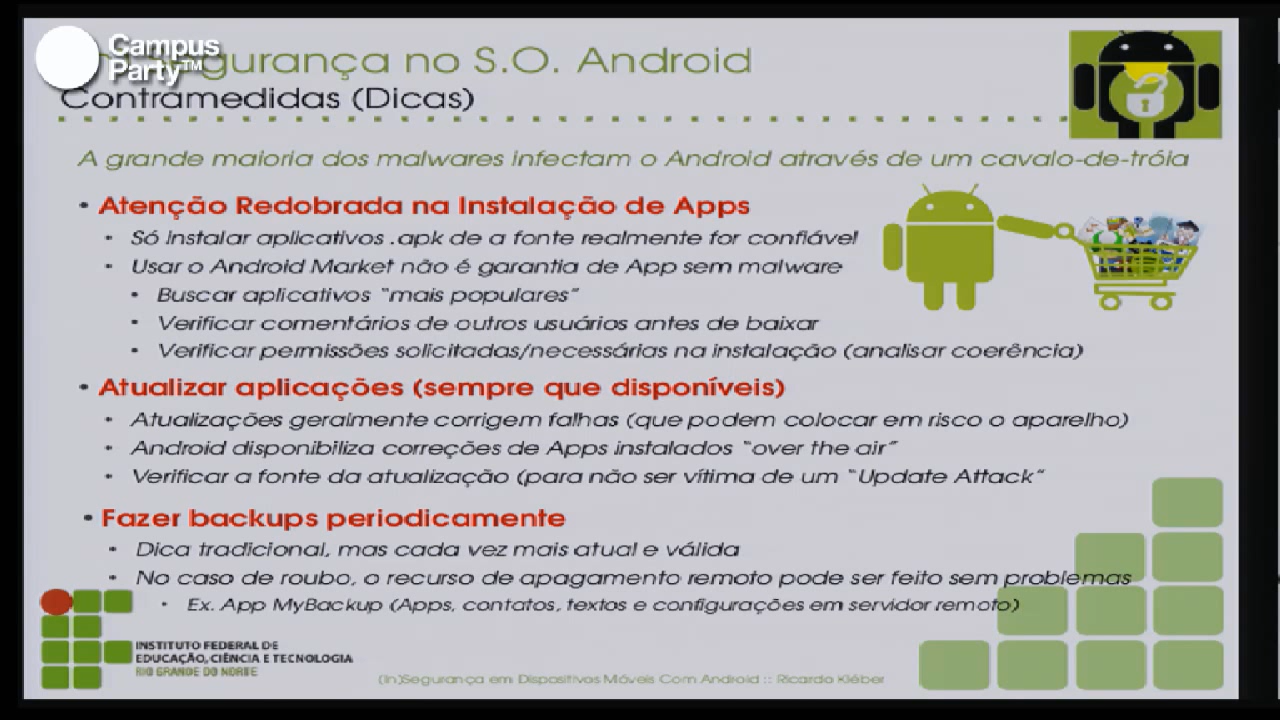 Campus
Party™
Segurança no S.O. Android
Contramedidas (Dicas)
A grande maioria dos malwares infectam o Android através de um cavalo-de-tróia
• Atenção Redobrada na Instalação de Apps
• Só instalar aplicativos .apk de a fonte realmente for confiável
• Usar o Android Market não é garantia de App sem malware
• Buscar aplicativos "mais populares"
• Verificar comentários de outros usuários antes de baixar
• Verificar permissões solicitadas/necessárias na instalação (analisar coerência)
• Atualizar aplicações (sempre que disponíveis)
• Atualizações geralmente corrigem falhas (que podem colocar em risco o aparelho)
• Android disponibiliza correções de Apps instalados "over the air"
• Verificar a fonte da atualização (para não ser vítima de um "Update Attack"
• Fazer backups periodicamente
• Dica tradicional, mas cada vez mais atual e válida
• No caso de roubo, o recurso de apagamento remoto pode ser feito sem problemas
• Ex. App MyBackup (Apps, contatos, textos e configurações em servidor remoto)
INSTITUTO FEDERAL DE
EDUCAÇÃO, CIÊNCIA E TECNOLOGIA
RIO GRANDE DO NORTE
(In)Segurança em Dispositivos Móveis Com Android :: Ricardo Kléber